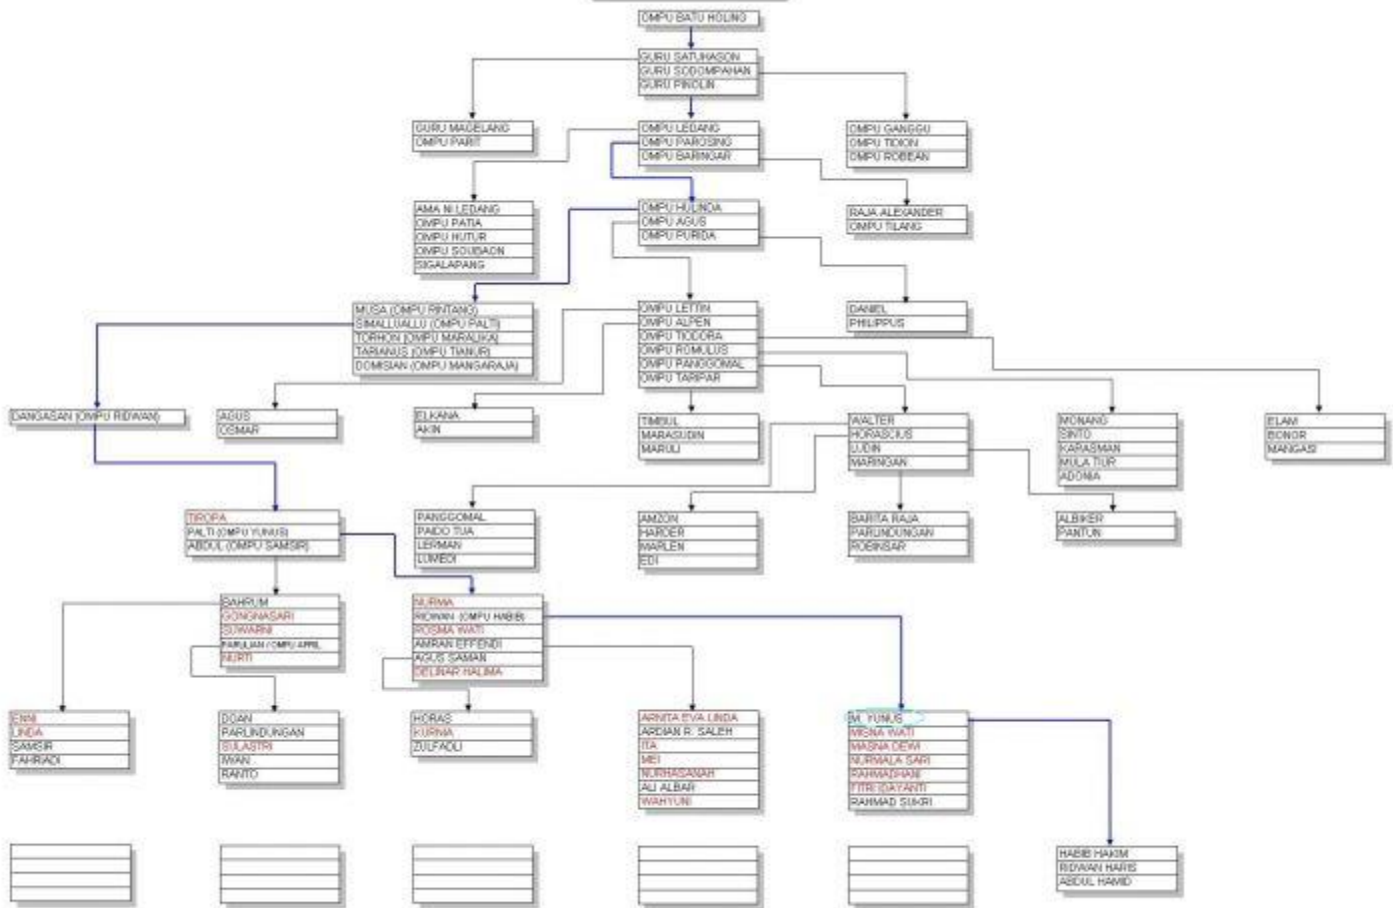 OMPU BATU HOLING
GURU SATUHASON
GURU SODOMPAHAN
GURU PINOLIN
GURU MAGELANG
OMPU PARIT
OMPU LEDANG
OMPU PAROSING
OMPU BARINGAR
OMPU GANGGU
OMPU TIDION
OMPU ROBEAN
AMA NI LEDANG
OMPU PATIA
OMPU HUTUR
OMPU SOUBAON
SIGALAPANG
OMPU HULINDA
OMPU AGUS
OMPU PURIDA
RAJA ALEXANDER
OMPU TILANG
MUSA (OMPU RINTANG)
SIMALLUALLU (OMPU PALTI)
TORHON (OMPU MARALIKA)
TARIANUS (OMPU TIANUR)
DOMISIAN (OMPU MANGARAJA)
OMPU LETTIN
OMPU ALPEN
OMPU TIODORA
OMPU ROMULUS
OMPU PANGGOMAL
OMPU TARIPAR
DANIEL
PHILIPPUS
DANGASAN (OMPU RIDWAN)
AGUS
OSMAR
ELKANA
AKIN
TIMBUL
MARASUDIN
MARULI
WALTER
HORASCIUS
LUDIN
MARINGAN
MONANG
SINTO
KARASMAN
MULA TIUR
ADONIA
ELAM
BONOR
MANGASI
TIROPA
PALTI (OMPU YUNUS)
ABDUL (OMPU SAMSIR)
PANGGOMAL
PAIDO TUA
LERMAN
LUMEDI
AMZON
HARDER
MARLEN
EDI
BARITA RAJA
PARLINDUNGAN
ROBINSAR
ALBIKER
PANTUN
BAHRUM
GONGNASARI
SUWARNI
PARULIAN / OMPU APRIL
NURTI
NURMA
RIDWAN (OMPU HABIB)
ROSMA WATI
AMRAN EFFENDI
AGUS SAMAN
DELINAR HALIMA
ENNI
LINDA
SAMSIR
FAHRIADI
DOAN
PARLINDUNGAN
SULASTRI
IWAN
RANTO
HORAS
KURMA
ZULFADLI
ARNITA EVA LINDA
ARDIAN R. SALEH
ITA
MEI
NURHASANAH
ALI ALBAR
WAHYUNI
M. YUNUS
MISNA WATI
MASNA DEWI
NURMALA SARI
RAHMADHANI
FITRI IDAYANTI
RAHMAD SUKRI
HABIB HAKIM
RIDWAN HARIS
ABDUL HAMID